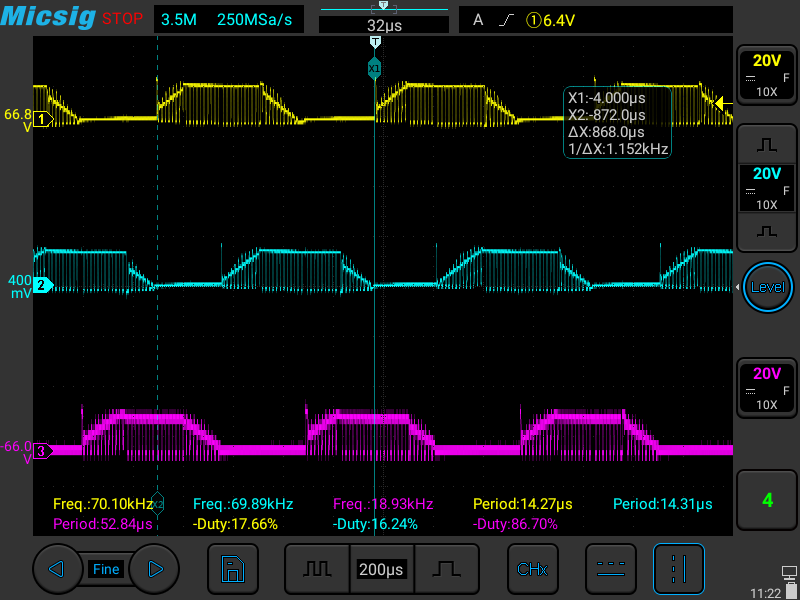 Micsig STOP 3.5M 250MSa/s 32µs A ①6.4V
T
X1
20V
F
10X
X1:-4.000µs
X2:-872.0µs
ΔX:868.0µs
1/ΔX:1.152kHz
66.8
V
1
20V
F
10X
400
mV
2
Level
20V
F
10X
-66.0
V
3
Freq.:70.10kHz X2 Freq.:69.89kHz Freq.:18.93kHz Period:14.27µs Period:14.31µs
Period:52.84µs -Duty:17.66% -Duty:16.24% -Duty:86.70%
4
Fine 200µs CHx
11:22